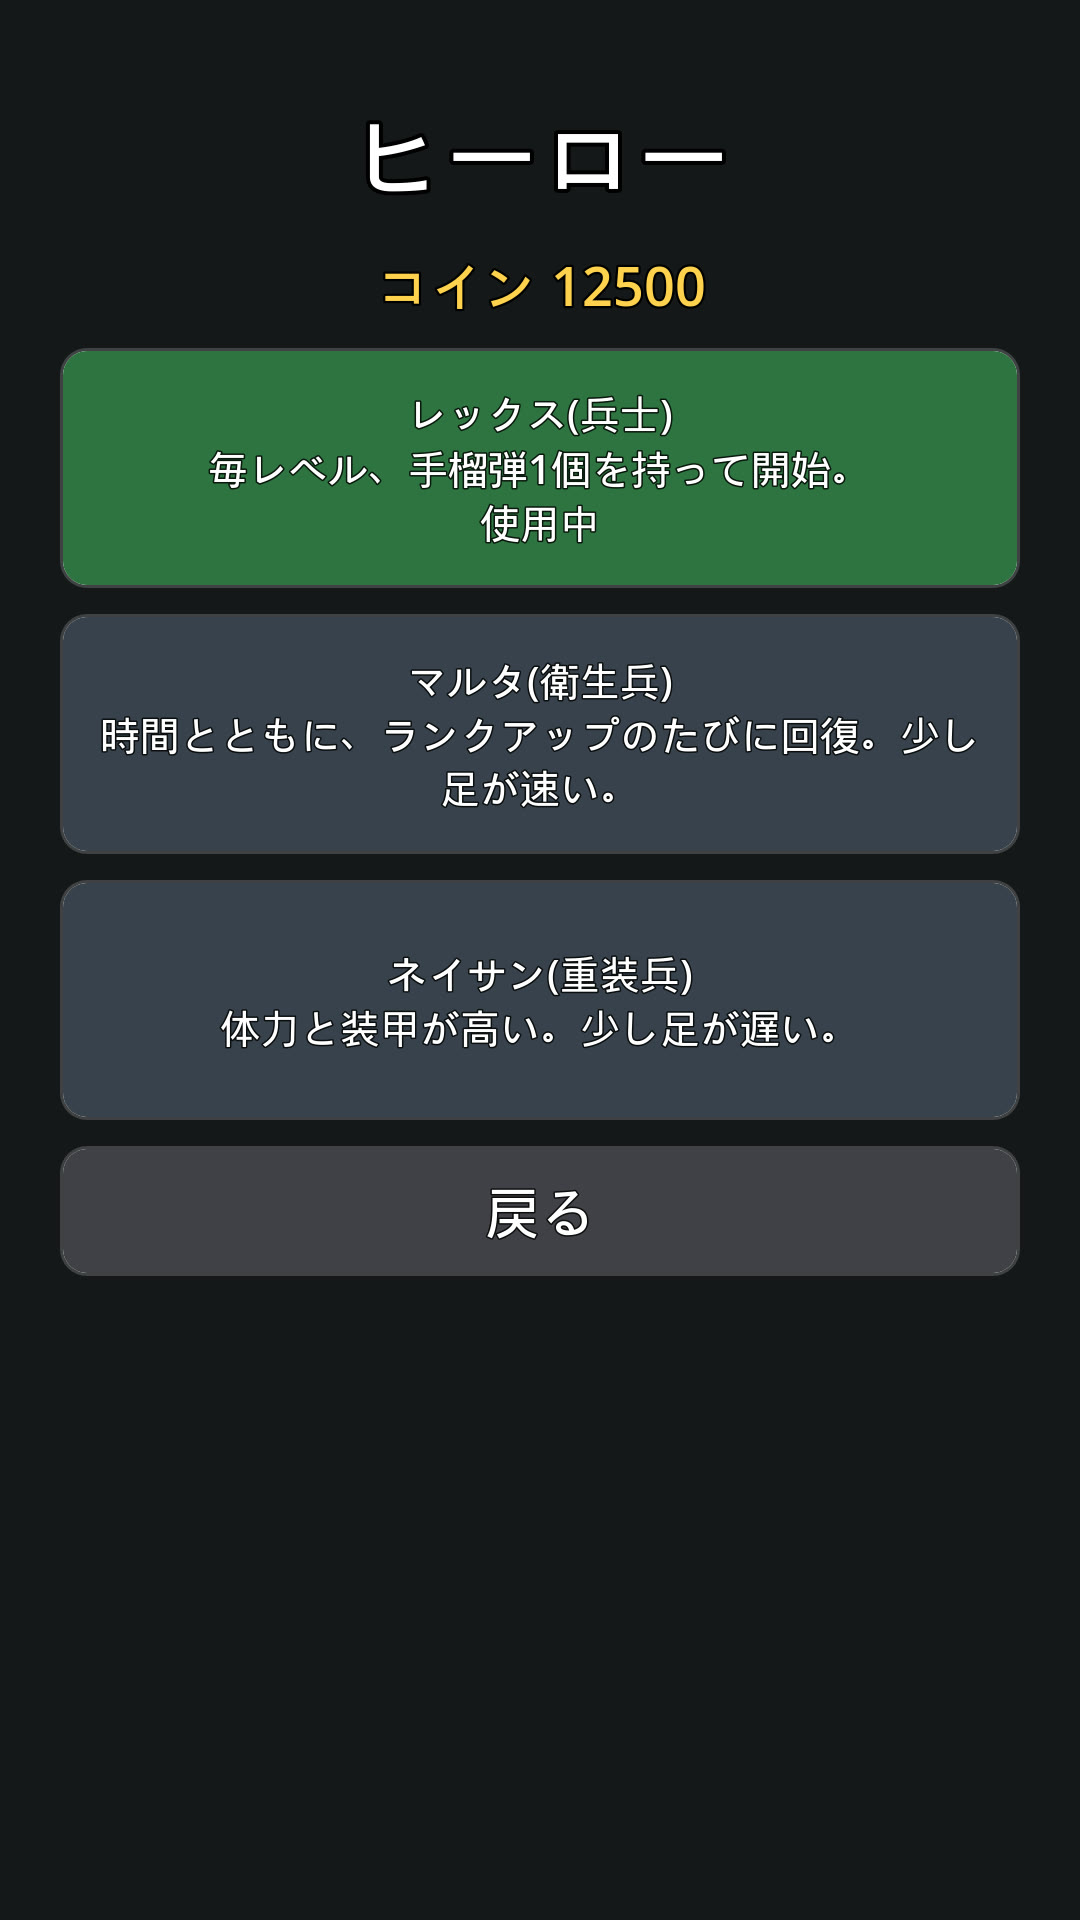 ヒーロー
コイン 12500
レックス(兵士)
毎レベル、手榴弾1個を持って開始。
使用中
マルタ(衛生兵)
時間とともに、ランクアップのたびに回復。少し
足が速い。
ネイサン(重装兵)
体力と装甲が高い。少し足が遅い。
戻る